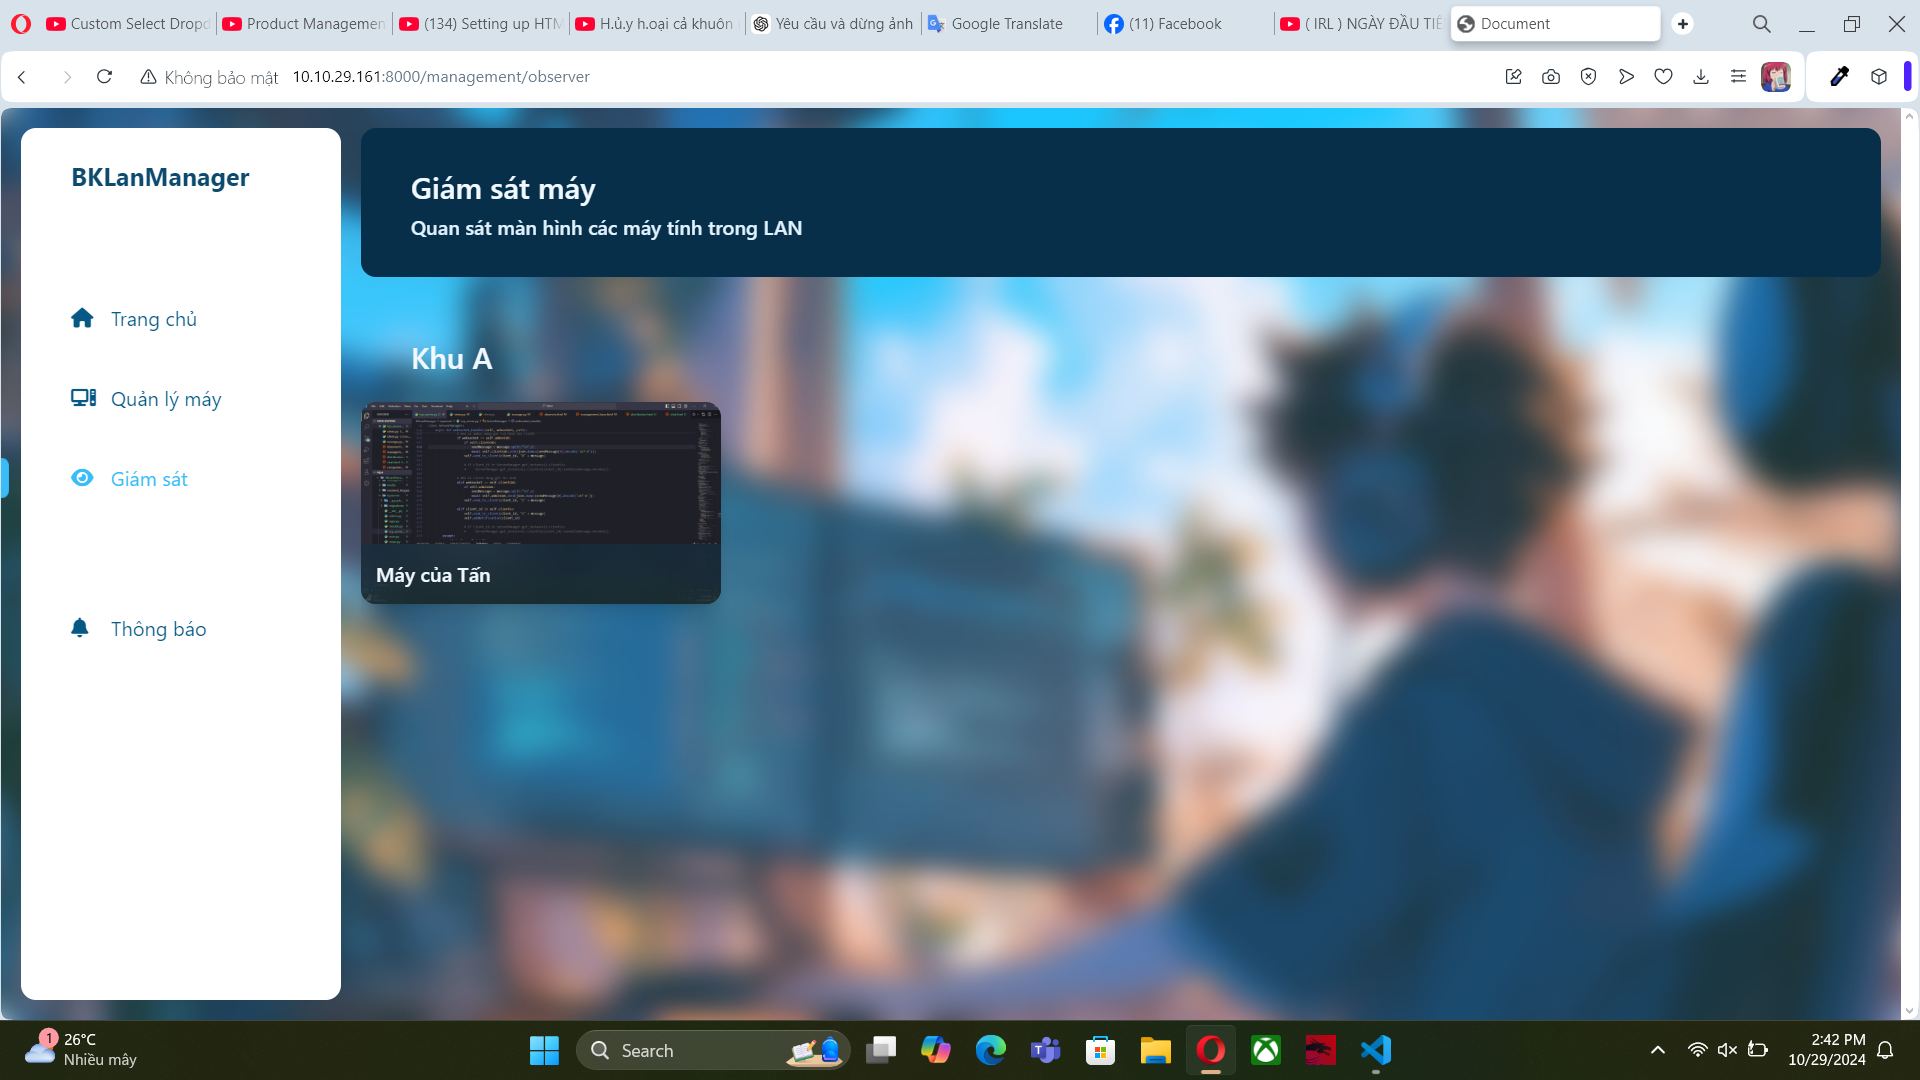 Custom Select Dropd
Product Managemen
(134) Setting up HTM
H.ủ.y h.oại cả khuôn
Yêu cầu và dừng ảnh
Google Translate
(11) Facebook
( IRL ) NGÀY ĐẦU TIÊ
Document
Không bảo mật
10.10.29.161:8000/management/observer
BKLanManager
Trang chủ
Quản lý máy
Giám sát
Thông báo
Giám sát máy
Quan sát màn hình các máy tính trong LAN
Khu A
Máy của Tấn
1
26°C
Nhiều mây
Search
2:42 PM
10/29/2024